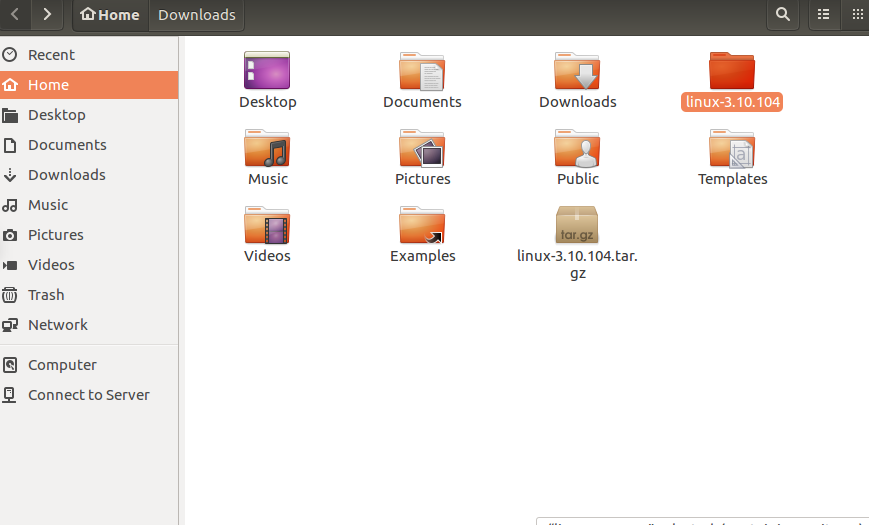 Home Downloads
Recent
Home
Desktop
Documents
Downloads
Music
Pictures
Videos
Trash
Network
Computer
Connect to Server
Desktop Documents Downloads linux-3.10.104
Music Pictures Public Templates
a
tar.gz
Videos Examples linux-3.10.104.tar.
gz